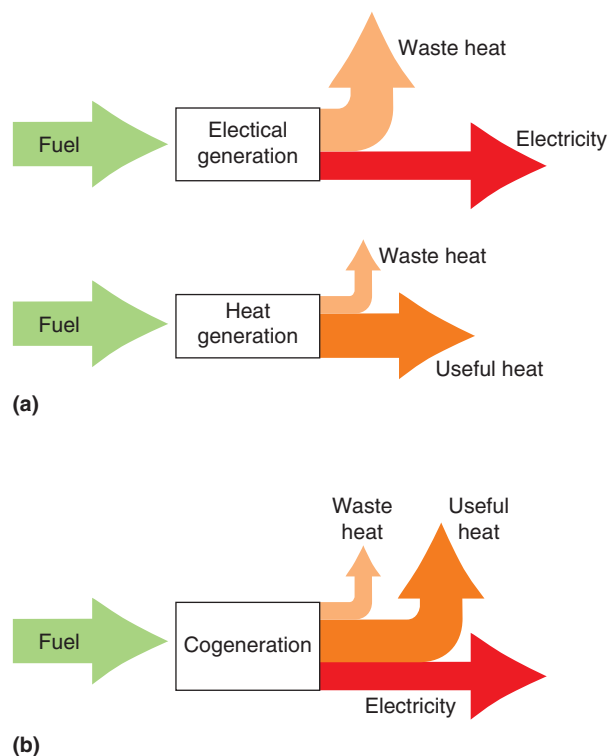 Waste heat
Fuel
Electical
generation
Electricity
Waste heat
Fuel
Heat
generation
Useful heat
(a)
Waste
heat
Useful
heat
Fuel
Cogeneration
Electricity
(b)